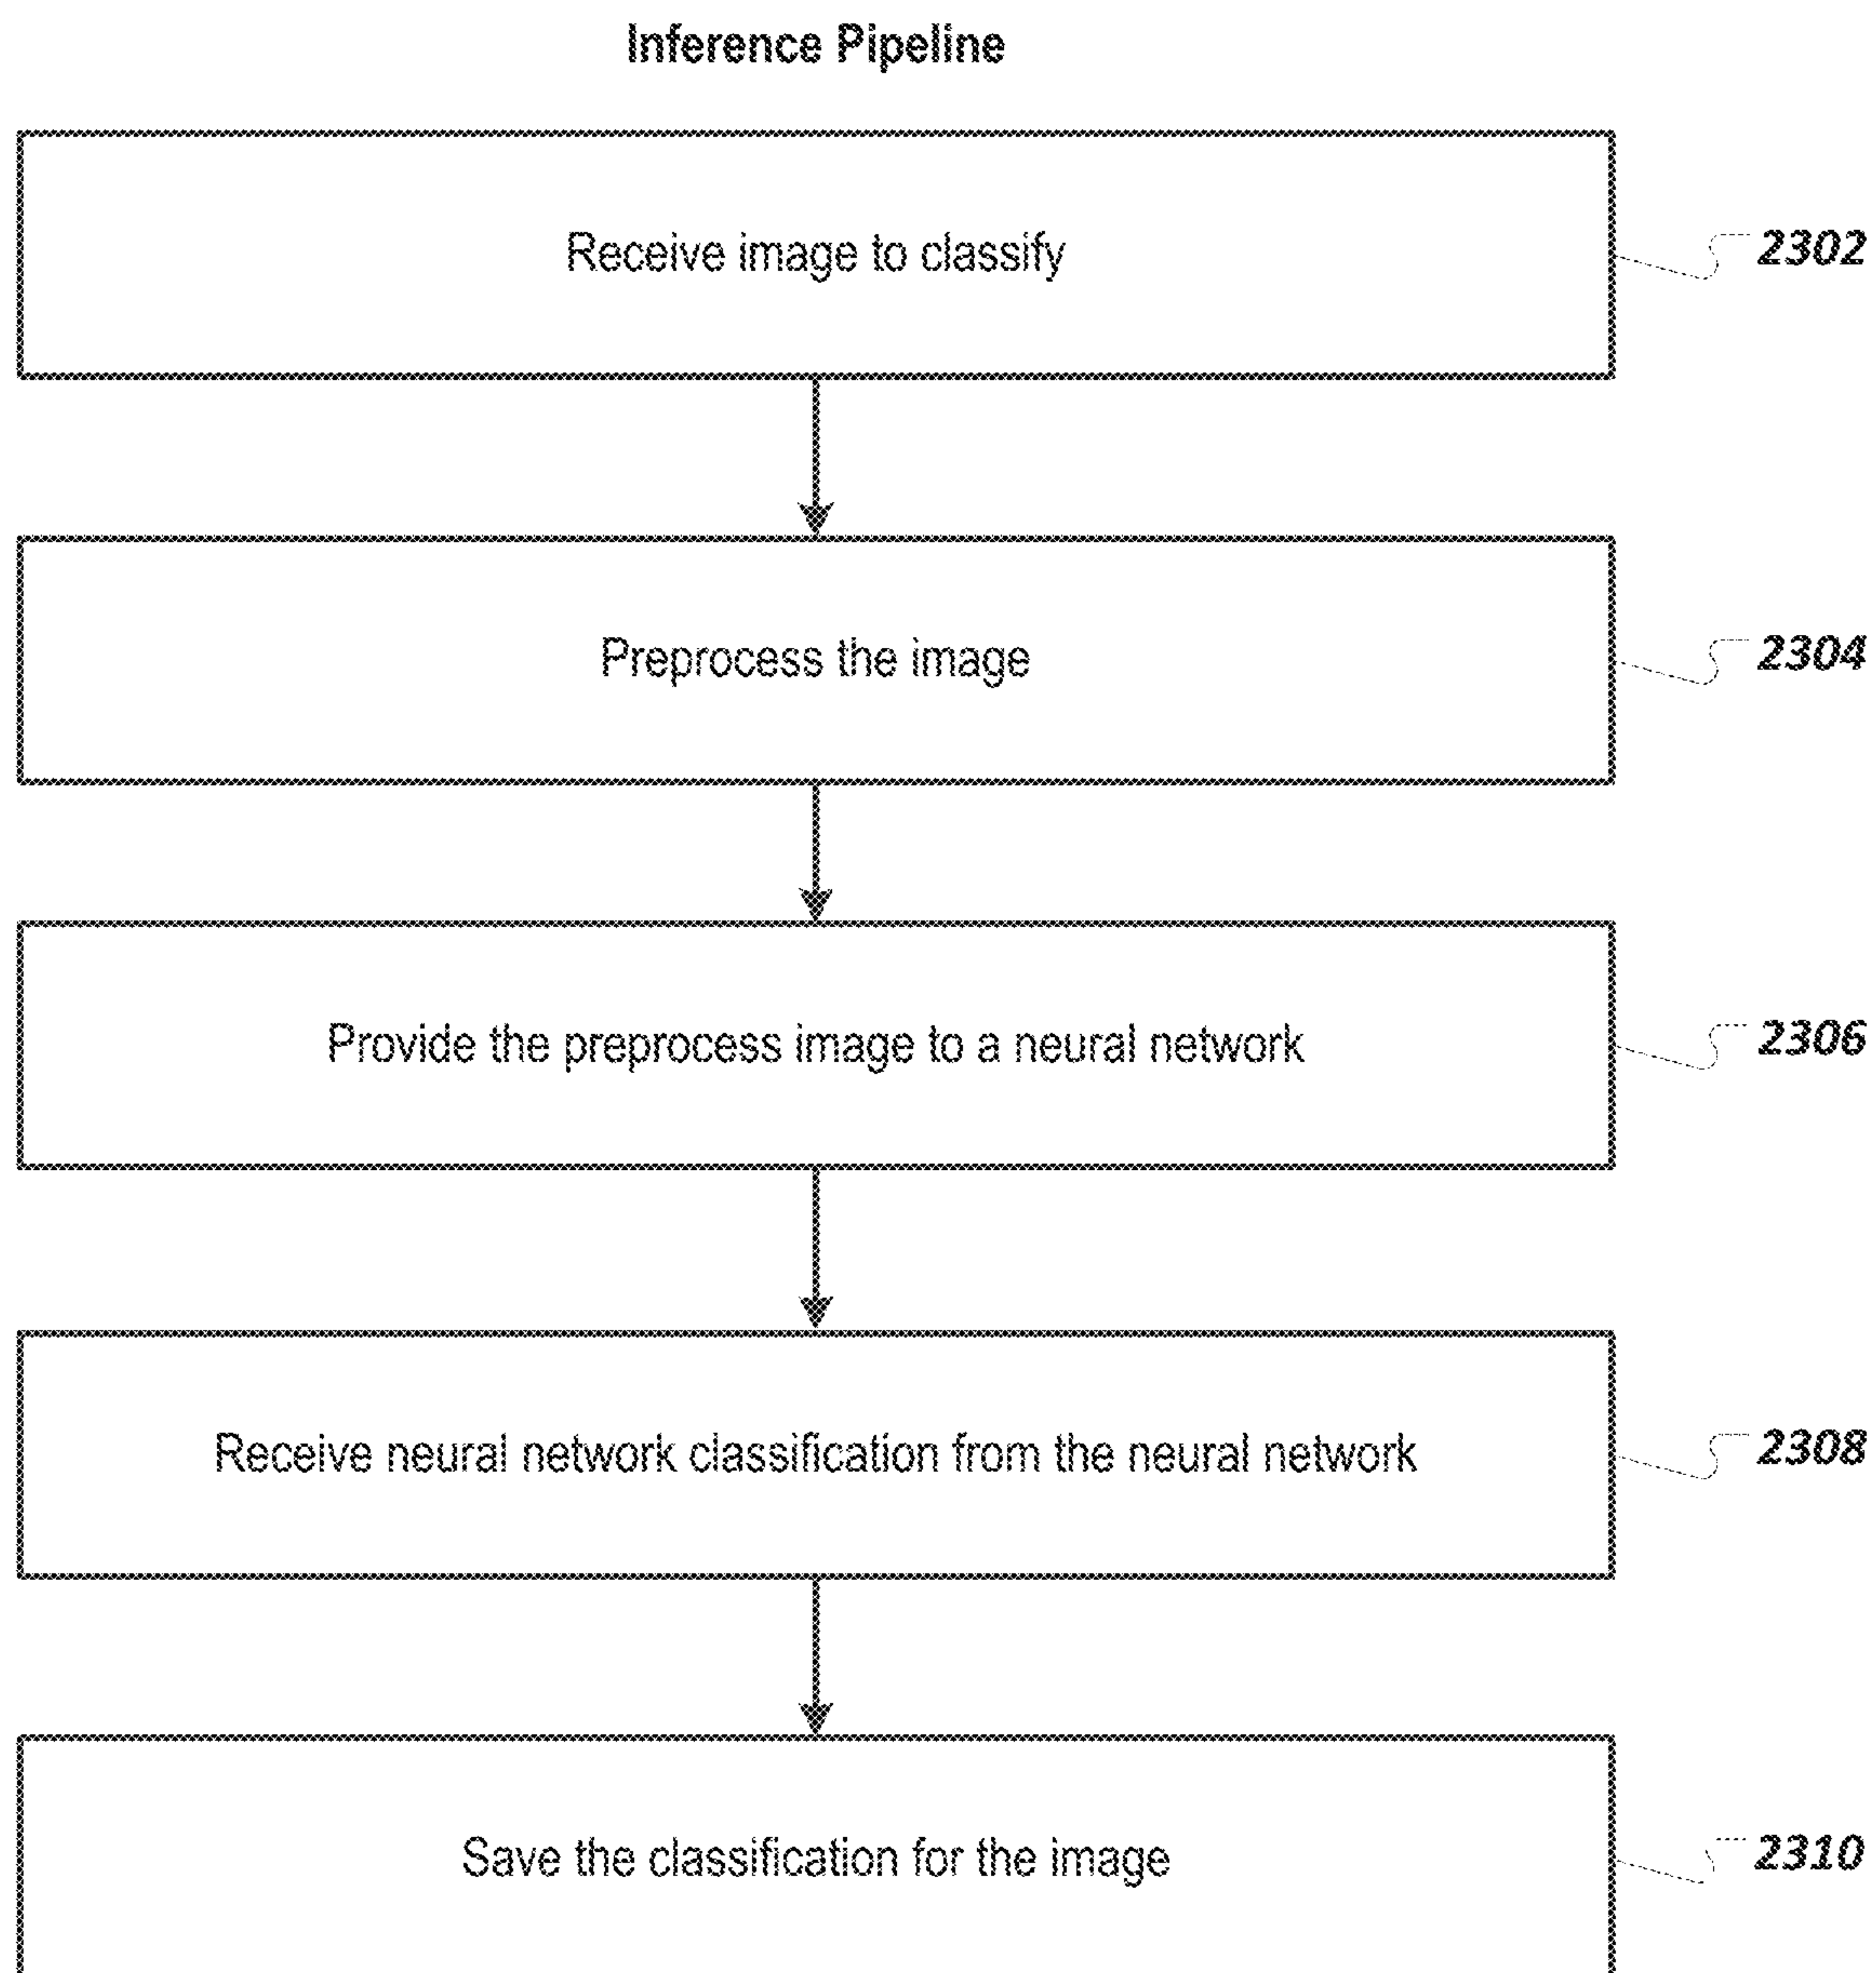 Inference Pipeline
Receive image to classify
2302
Preprocess the image
2304
Provide the preprocess image to a neural network
2306
Receive neural network classification from the neural network
2308
Save the classification for the image
2310